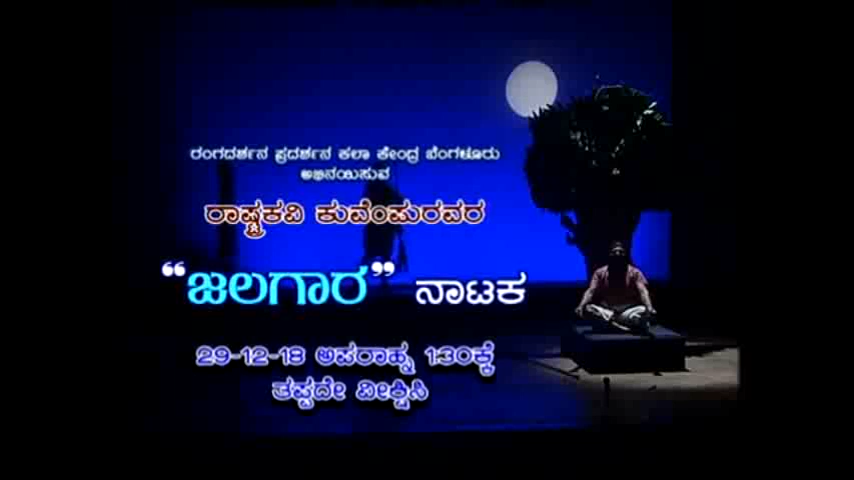 ರಂಗದರ್ಶನ ಪ್ರದರ್ಶನ ಕಲಾ ಕೇಂದ್ರ ಬೆಂಗಳೂರು
ಅಭಿನಯಿಸುವ
ರಾಷ್ಟ್ರಕವಿ ಕುವೆಂಪುರವರ
“ಜಲಗಾರ” ನಾಟಕ
29-12-18 ಅಪರಾಹ್ನ 1:30ಕ್ಕೆ
ತಪ್ಪದೇ ವೀಕ್ಷಿಸಿ